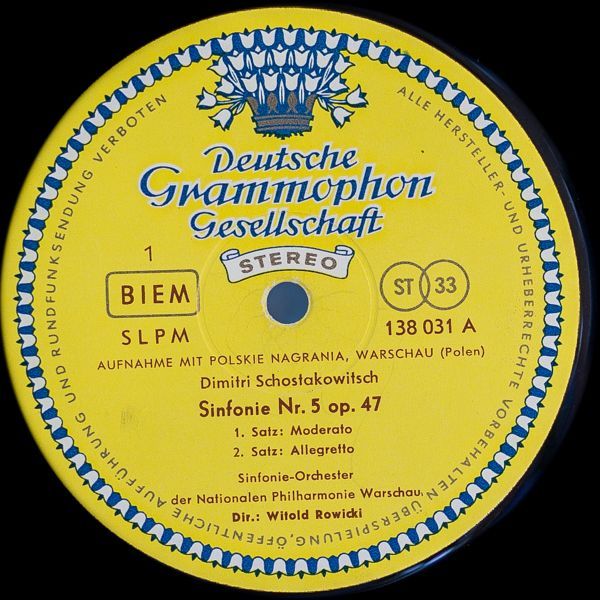 ALLE HERSTELLER- UND URHEBERRECHTE VORBEHALTEN ÜBERSPIELUNG, ÖFFENTLICHE AUFFÜHRUNG UND RUNDFUNKSENDUNG VERBOTEN
Deutsche
Grammophon
Gesellschaft
STEREO
1
BIEM
ST 33
SLPM
138 031 A
AUFNAHME MIT POLSKIE NAGRANIA, WARSCHAU (Polen)
Dimitri Schostakowitsch
Sinfonie Nr. 5 op. 47
1. Satz: Moderato
2. Satz: Allegretto
Sinfonie-Orchester
der Nationalen Philharmonie Warschau
Dir.: Witold Rowicki